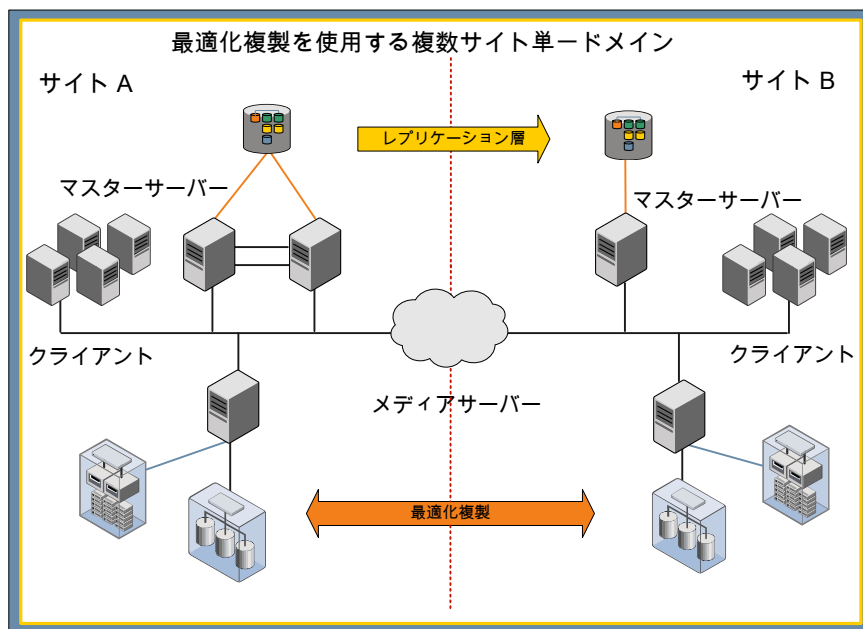 最適化複製を使用する複数サイト単一ドメイン
サイト A
サイト B
レプリケーション層
マスターサーバー
マスターサーバー
クライアント
クライアント
メディアサーバー
最適化複製